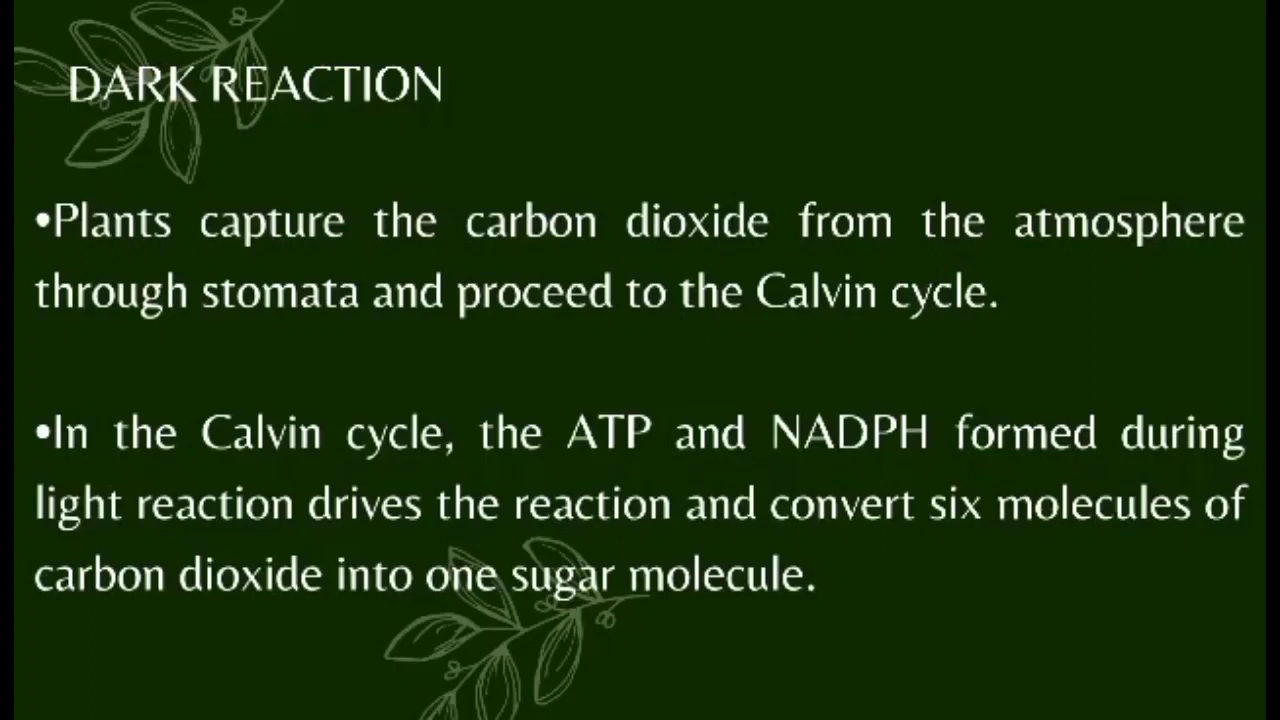 DARK REACTION
•Plants capture the carbon dioxide from the atmosphere
through stomata and proceed to the Calvin cycle.
•In the Calvin cycle, the ATP and NADPH formed during
light reaction drives the reaction and convert six molecules of
carbon dioxide into one sugar molecule.